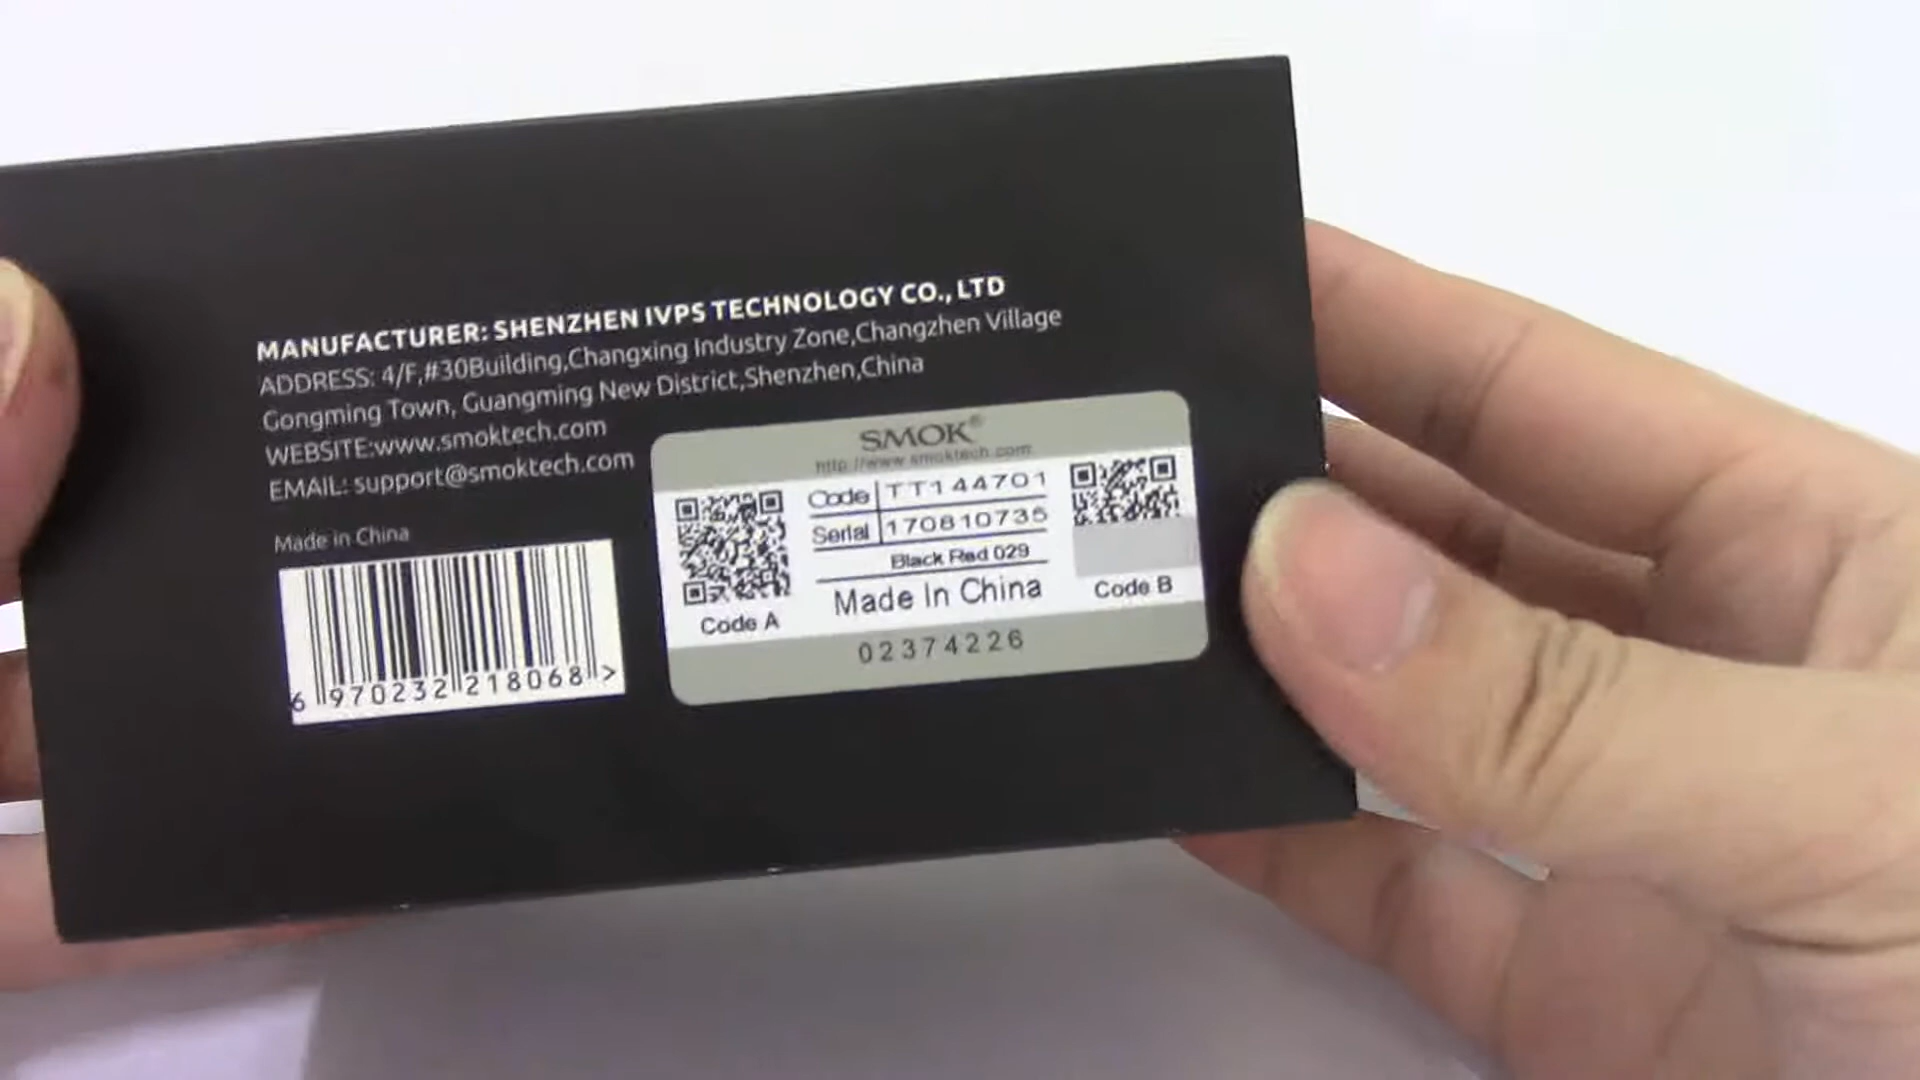 MANUFACTURER: SHENZHEN IVPS TECHNOLOGY CO., LTD
ADDRESS: 4/F,#30Building,Changxing Industry Zone,Changzhen Village
Gongming Town, Guangming New District,Shenzhen,China
WEBSITE:www.smoktech.com
EMAIL: support@smoktech.com
Made in China
6 970232 218068 >
SMOK®
http://www.smoktech.com
Code TT144701
Serial 170810735
Black Red 029
Made In China
Code A
Code B
02374226